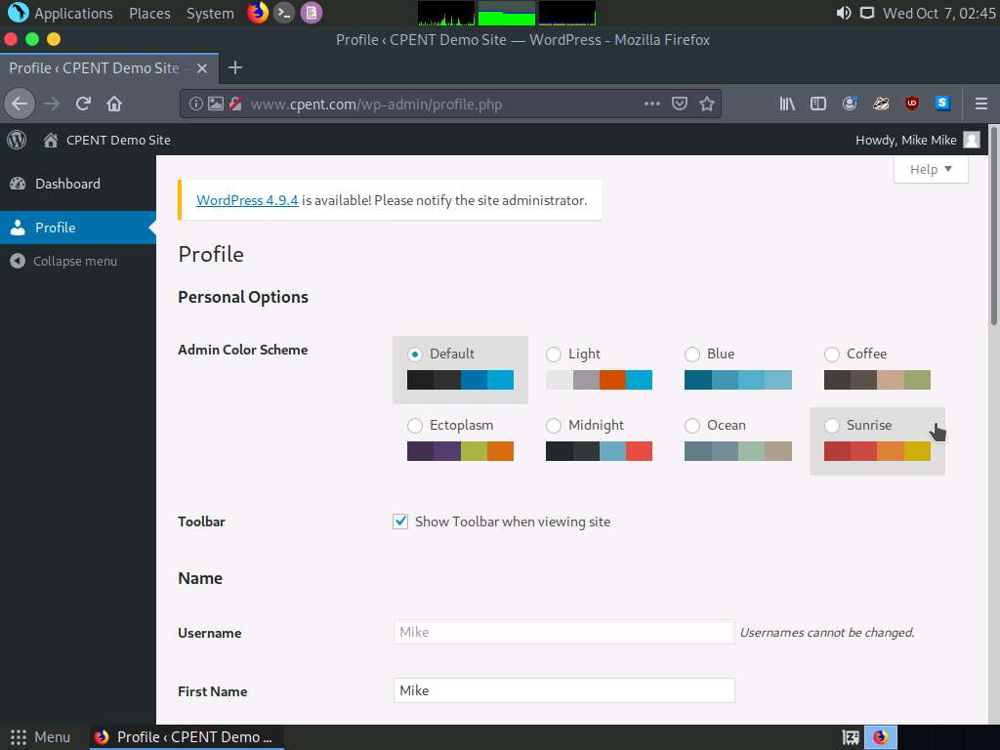 Applications Places System Wed Oct 7, 02:45
Profile ‹ CPENT Demo Site — WordPress - Mozilla Firefox
Profile ‹ CPENT Demo Site –
www.cpent.com/wp-admin/profile.php
CPENT Demo Site Howdy, Mike Mike
Help
Dashboard
Profile
Collapse menu
WordPress 4.9.4 is available! Please notify the site administrator.
Profile
Personal Options
Admin Color Scheme
Default Light Blue Coffee
Ectoplasm Midnight Ocean Sunrise
Toolbar Show Toolbar when viewing site
Name
Username Mike Usernames cannot be changed.
First Name Mike
Menu Profile ‹ CPENT Demo ...